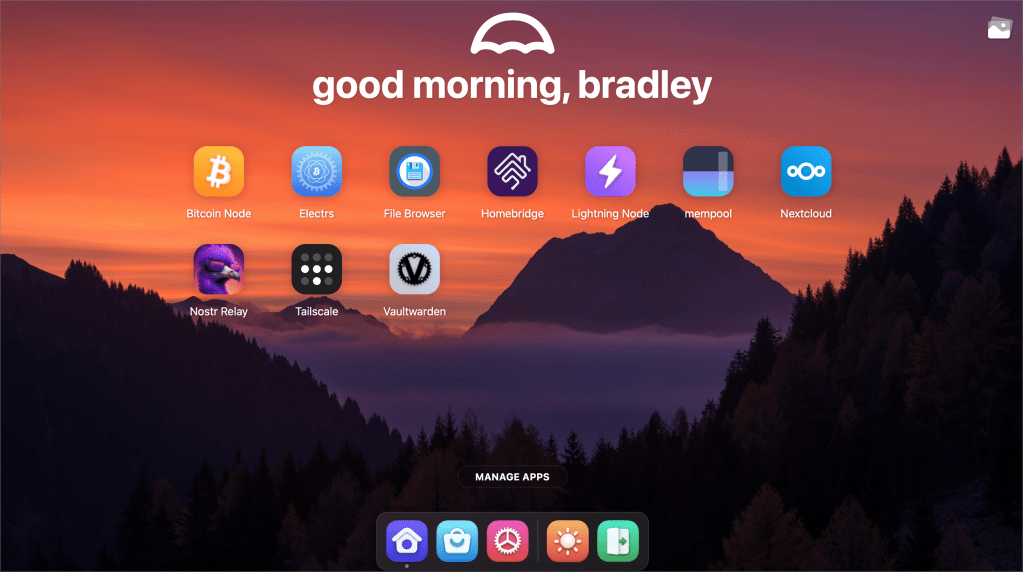 good morning, bradley
Bitcoin Node
Electrs
File Browser
Homebridge
Lightning Node
mempool
Nextcloud
Nostr Relay
Tailscale
Vaultwarden
MANAGE APPS